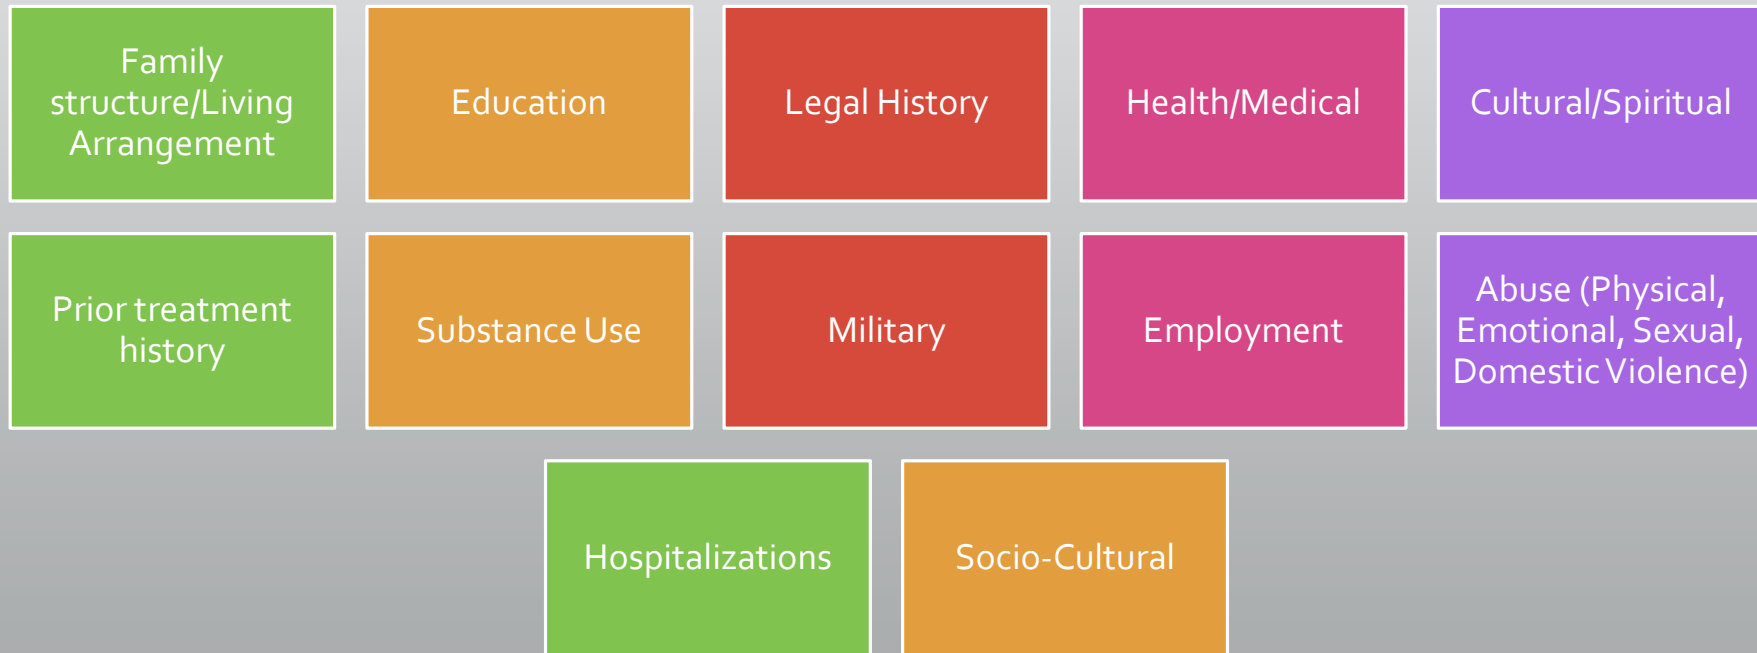 Family
structure/Living
Arrangement
Education
Legal History
Health/Medical
Cultural/Spiritual
Prior treatment
history
Substance Use
Military
Employment
Abuse (Physical,
Emotional, Sexual,
Domestic Violence)
Hospitalizations
Socio-Cultural